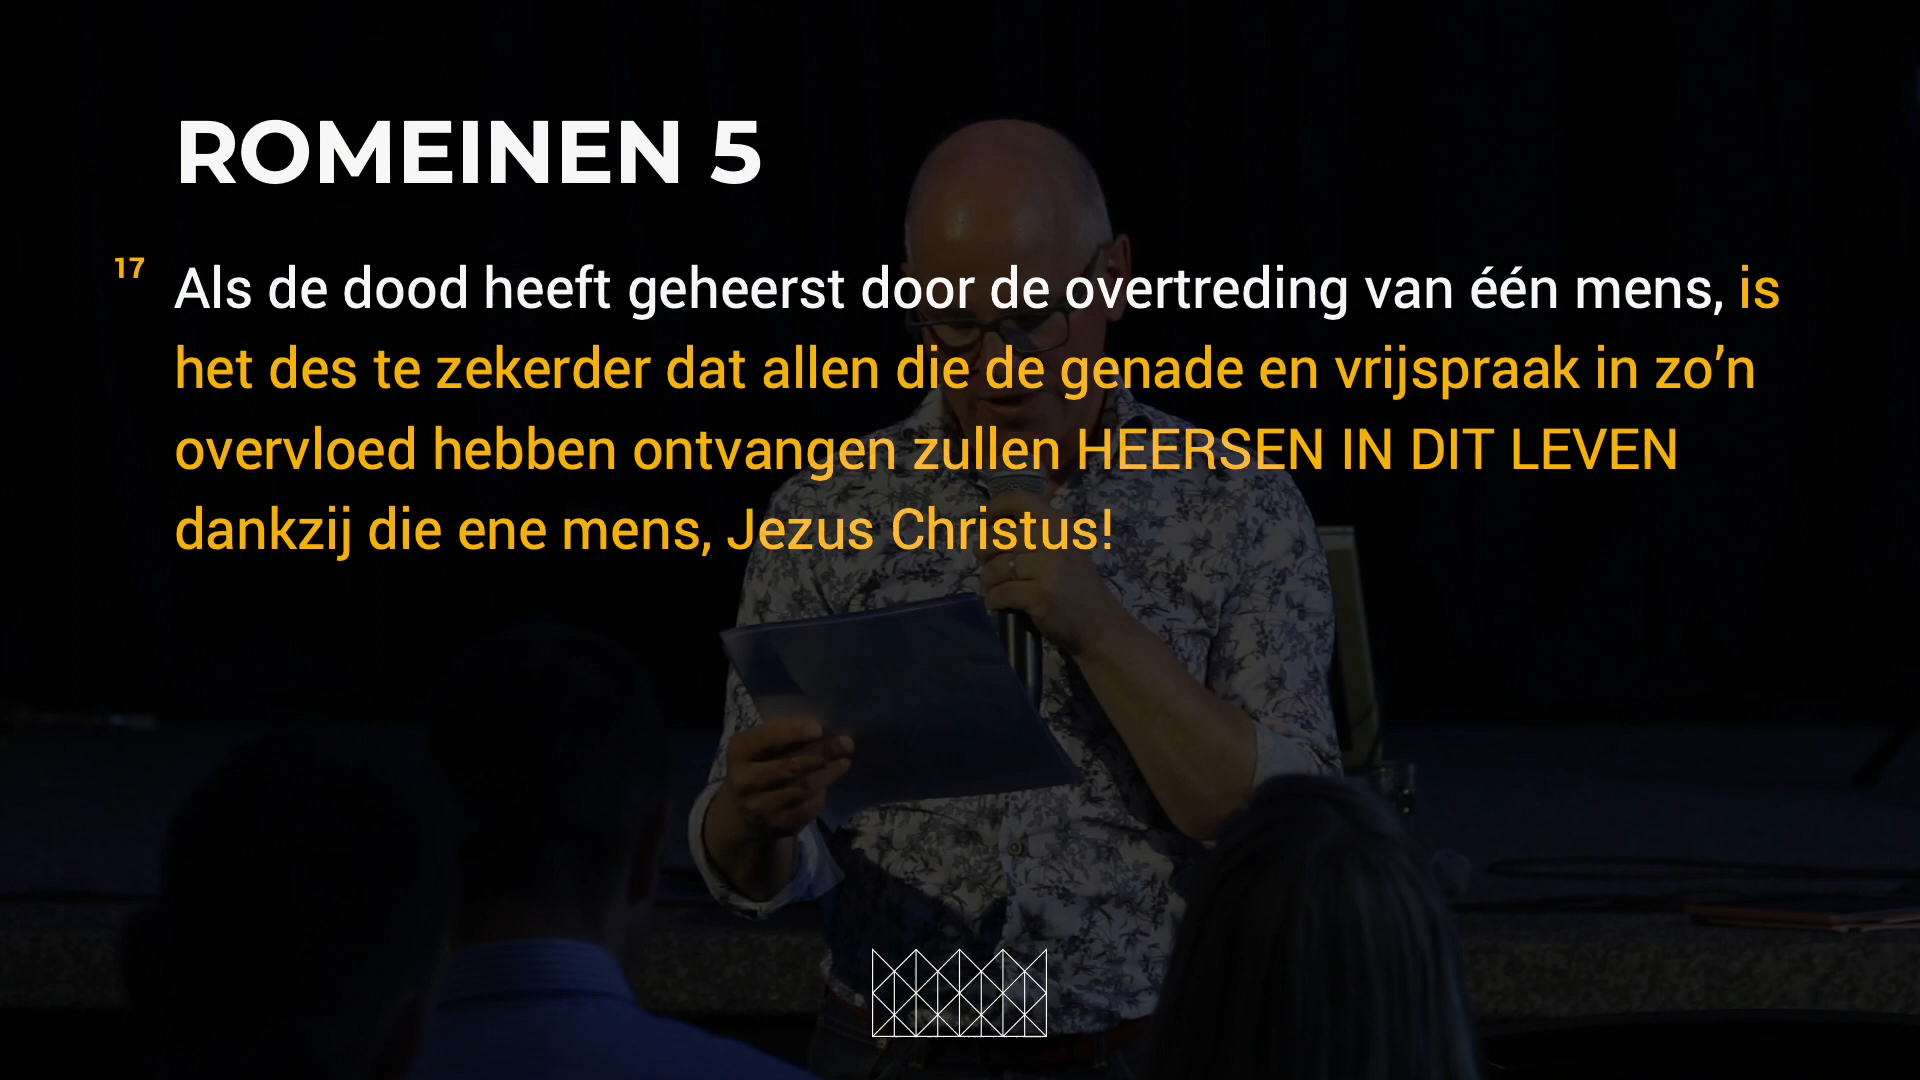 ROMEINEN 5
17 Als de dood heeft geheerst door de overtreding van één mens, is
het des te zekerder dat allen die de genade en vrijspraak in zo’n
overvloed hebben ontvangen zullen HEERSEN IN DIT LEVEN
dankzij die ene mens, Jezus Christus!